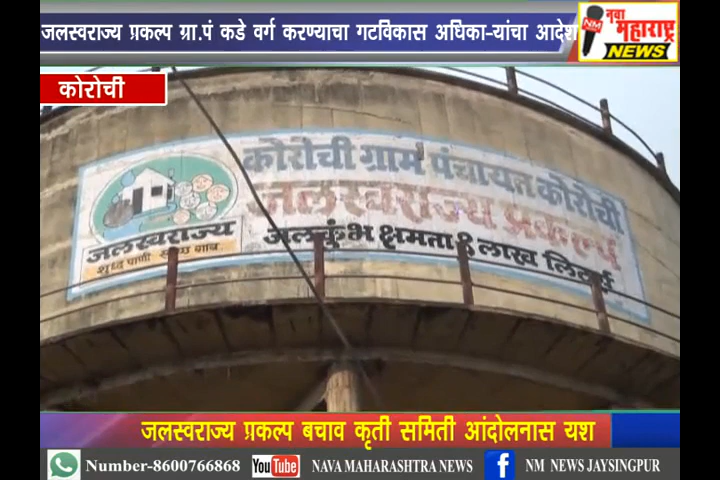 जलस्वराज्य प्रकल्प ग्रा.पं कडे वर्ग करण्याचा गटविकास अधिका-यांचा आदेश
NM
नवा
महाराष्ट्र
NEWS
कोरोची
कोरोची ग्राम पंचायत कोरोची
जलस्वराज्य प्रकल्प
जलकुंभ क्षमता 8 लाख लिटर्स
जलस्वराज्य
शुध्द पाणी गाव
जलस्वराज्य प्रकल्प बचाव कृती समिती आंदोलनास यश
Number-8600766868 YouTube NAVA MAHARASHTRA NEWS f NM NEWS JAYSINGPUR